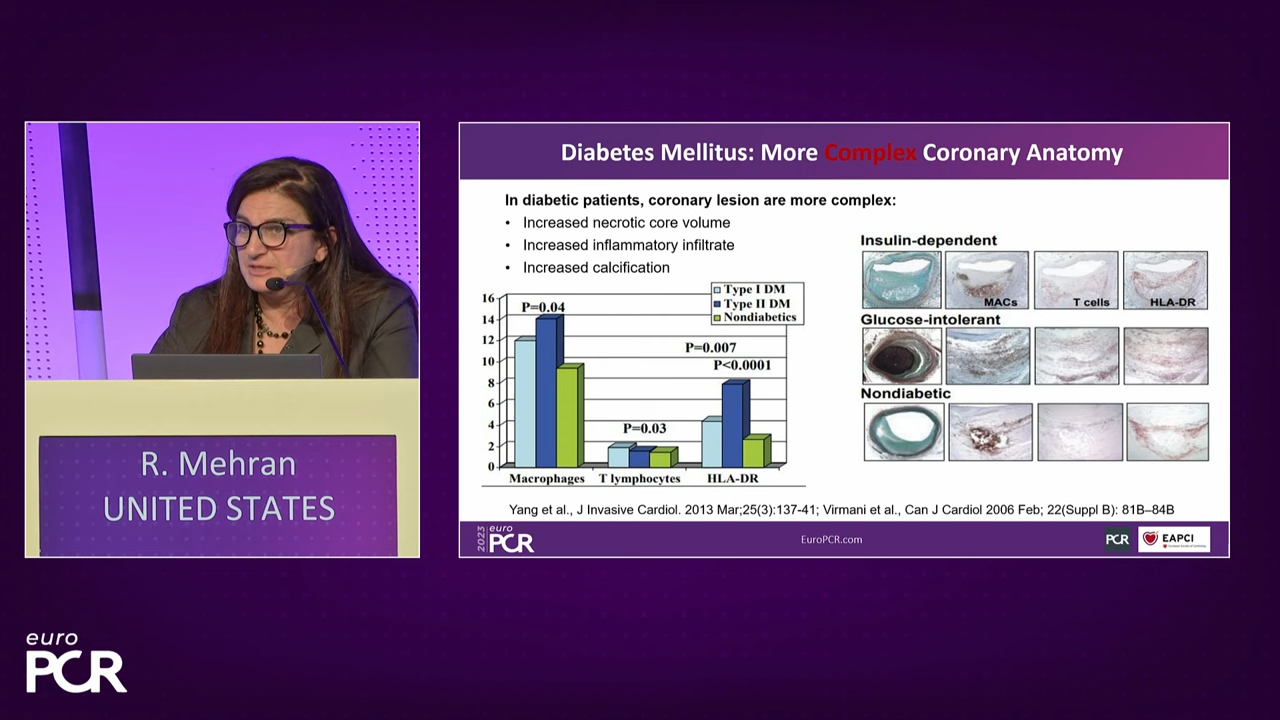 R. Mehran
UNITED STATES
euro
PCR
Diabetes Mellitus: More Complex Coronary Anatomy
In diabetic patients, coronary lesion are more complex:
• Increased necrotic core volume
• Increased inflammatory infiltrate
• Increased calcification
Type I DM
Type II DM
Nondiabetics
16
14
12
10
8
6
4
2
0
P=0.04
P=0.03
P=0.007
P<0.0001
Macrophages T lymphocytes HLA-DR
Insulin-dependent
MACs T cells HLA-DR
Glucose-intolerant
Nondiabetic
Yang et al., J Invasive Cardiol. 2013 Mar;25(3):137-41; Virmani et al., Can J Cardiol 2006 Feb; 22(Suppl B): 81B–84B
2023
euro
PCR
EuroPCR.com
PCR
EAPCI